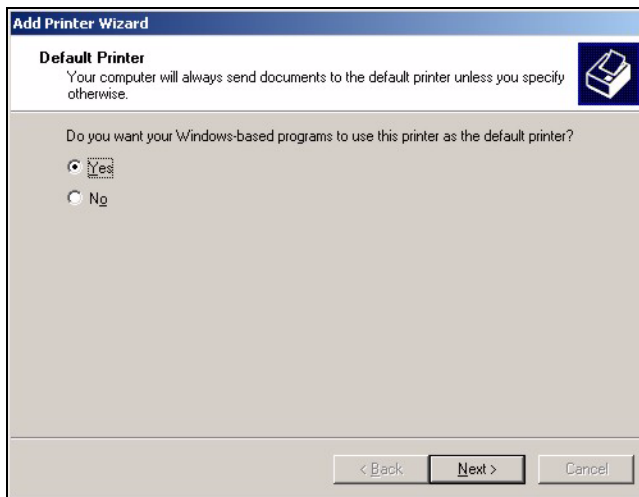 Add Printer Wizard
Default Printer
Your computer will always send documents to the default printer unless you specify
otherwise.
Do you want your Windows-based programs to use this printer as the default printer?
Yes
No
< Back
Next >
Cancel